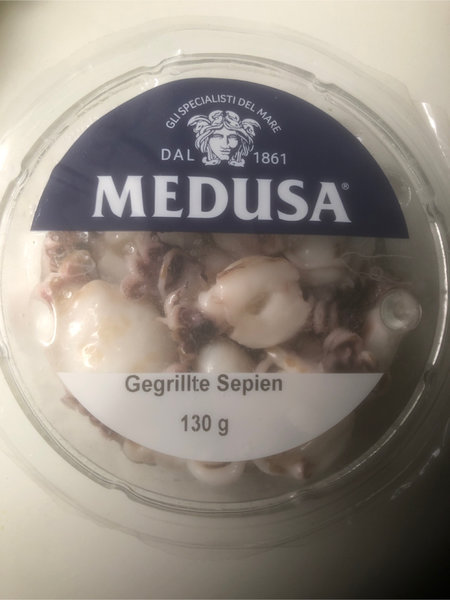 GLI SPECIALISTI DEL MARE
DAL 1861
MEDUSA®
Gegrillte Sepien
130 g